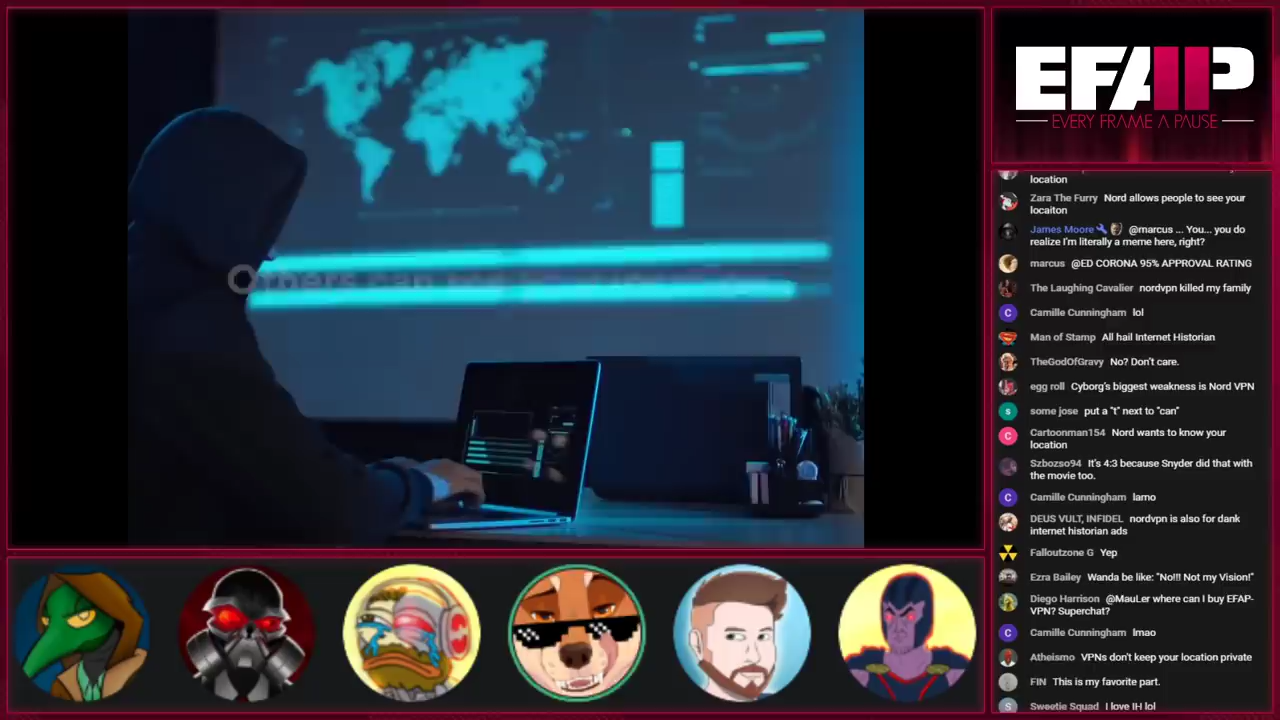 Others can
EFAP
EVERY FRAME A PAUSE
location
Zara The Furry Nord allows people to see your
locaiton
James Moore @marcus ... You... you do
realize I'm literally a meme here, right?
marcus @ED CORONA 95% APPROVAL RATING
The Laughing Cavalier nordvpn killed my family
C Camille Cunningham lol
Man of Stamp All hail Internet Historian
TheGodOfGravy No? Don't care.
egg roll Cyborg's biggest weakness is Nord VPN
s some jose put a "t" next to "can"
C Cartoonman154 Nord wants to know your
location
Szbozso94 It's 4:3 because Snyder did that with
the movie too.
C Camille Cunningham lamo
DEUS VULT, INFIDEL nordvpn is also for dank
internet historian ads
Falloutzone G Yep
Ezra Bailey Wanda be like: "No!!! Not my Vision!"
Diego Harrison @MauLer where can I buy EFAP-
VPN? Superchat?
C Camille Cunningham lmao
Atheismo VPNs don't keep your location private
FIN This is my favorite part.
S Sweetie Squad I love IH lol